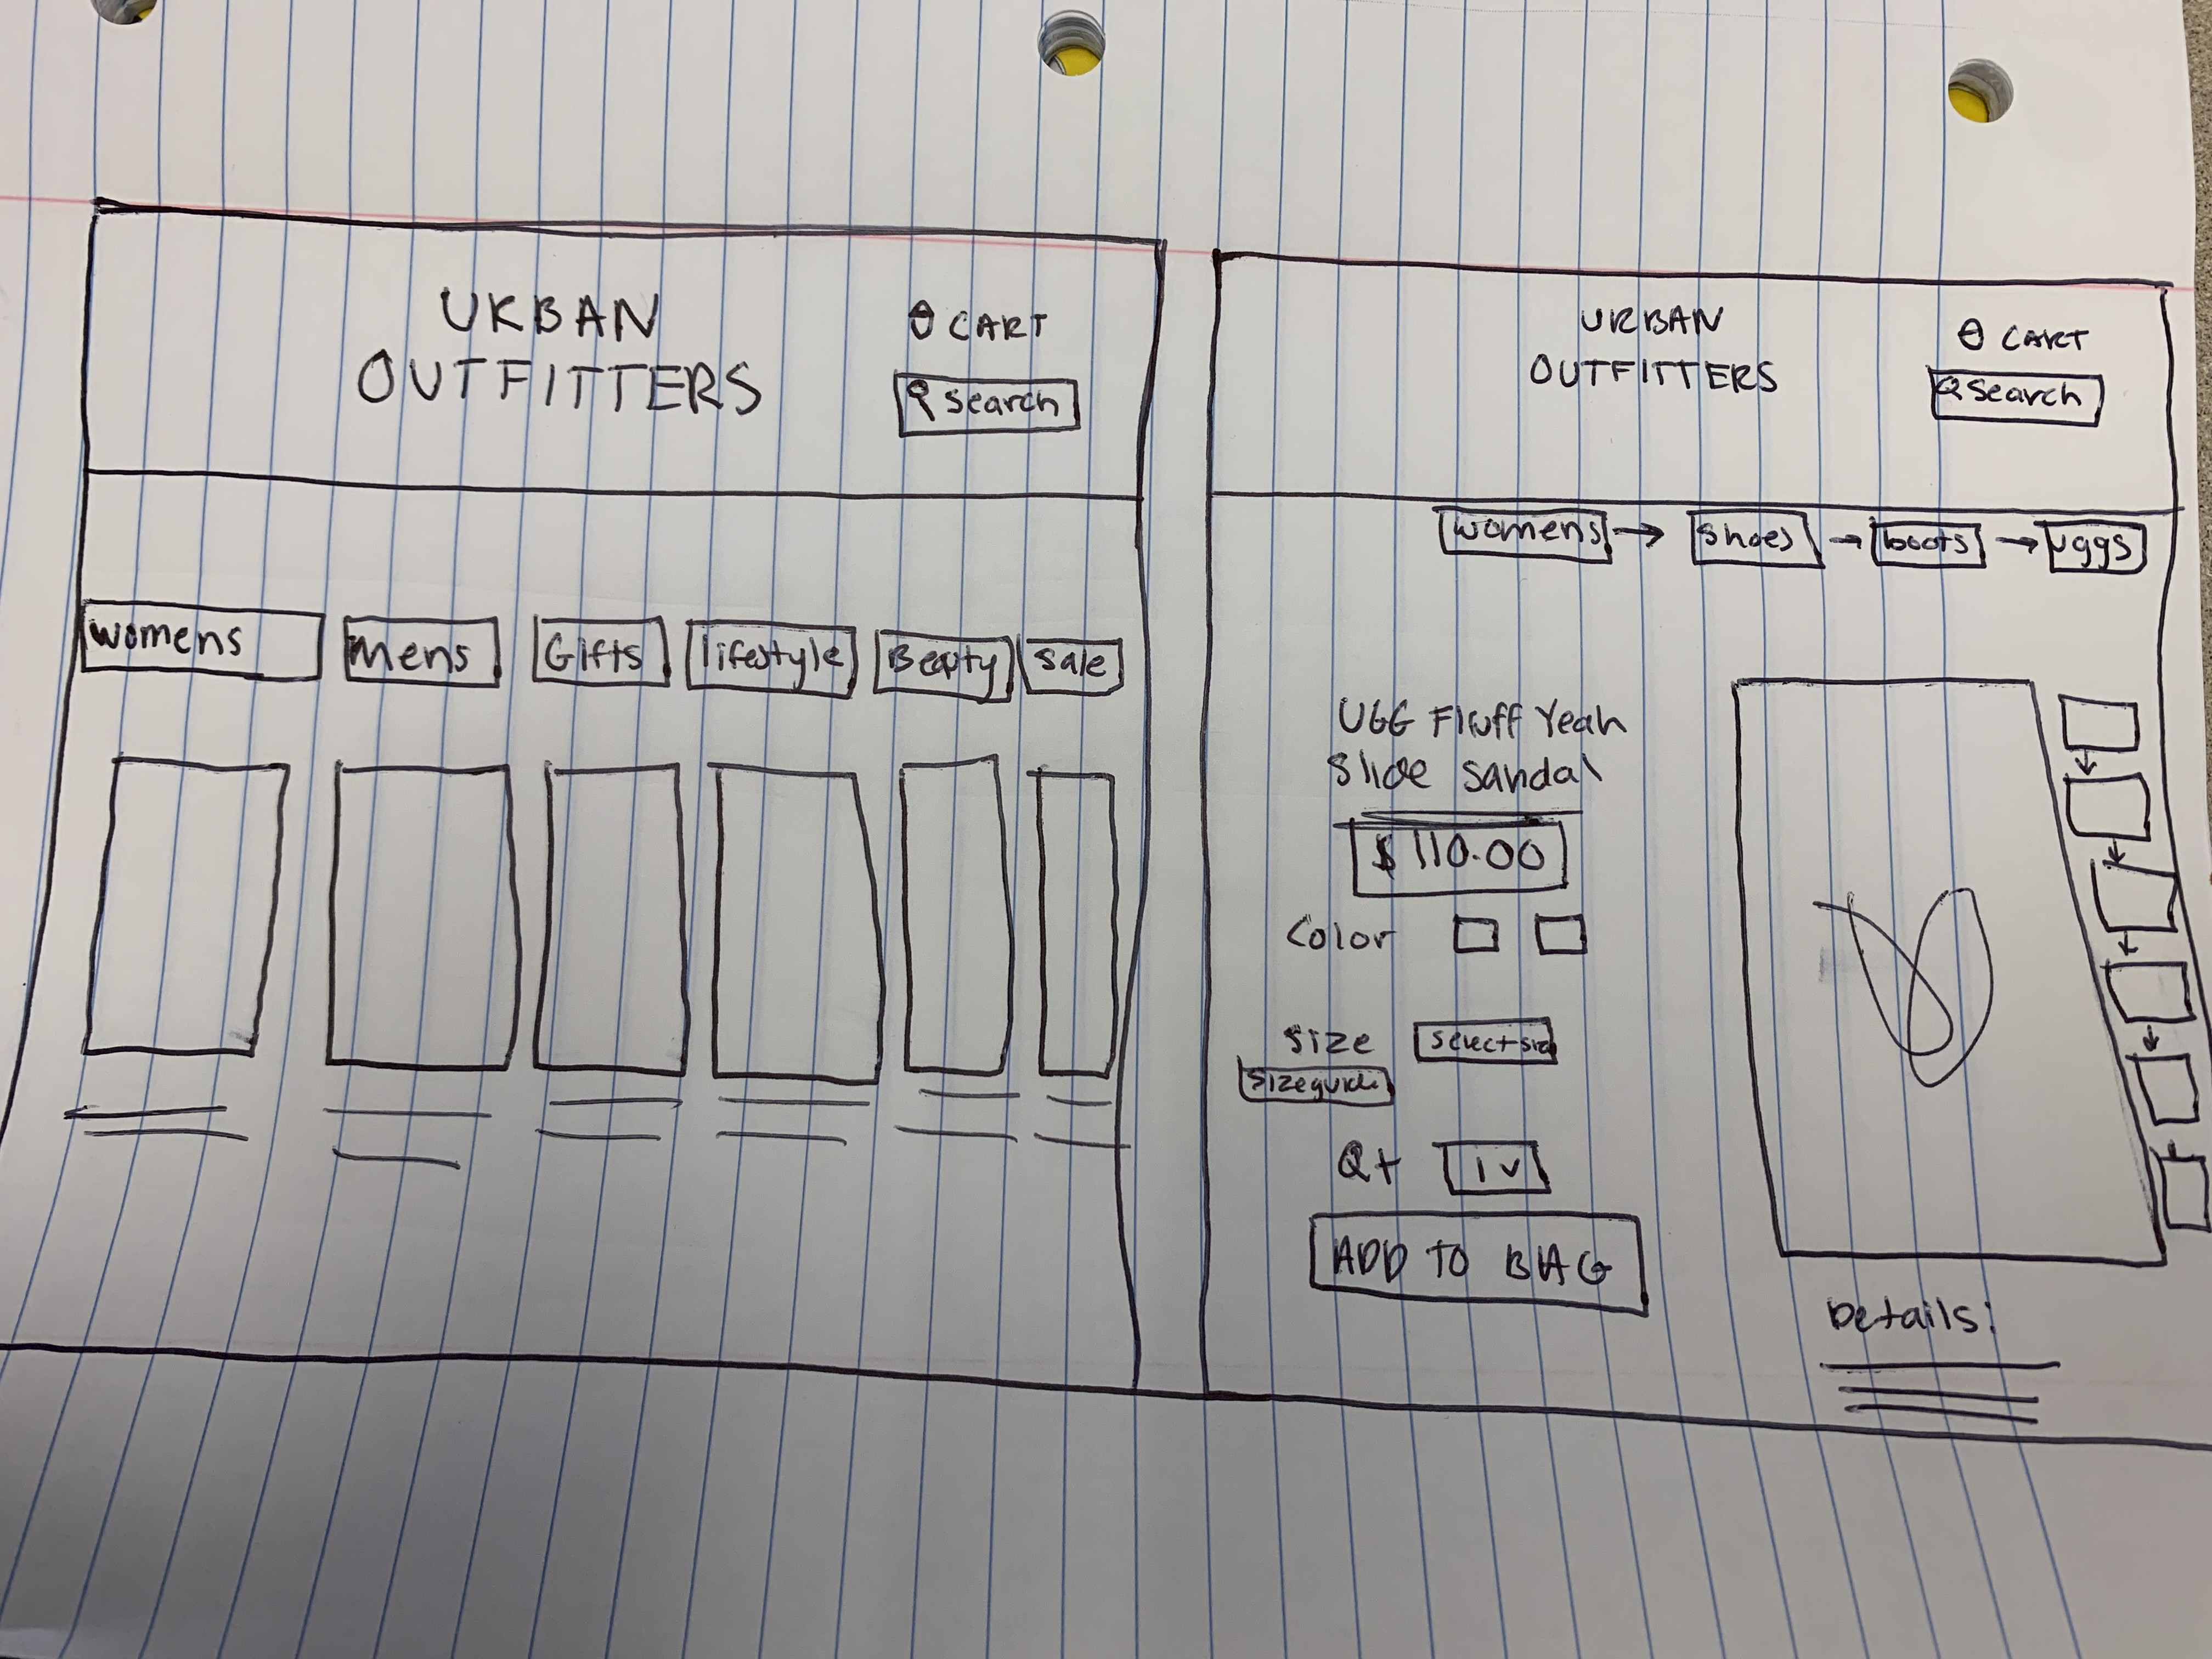 URBAN
OUTFITTERS
CART
Search
Womens
Mens
Gifts
lifestyle
Beauty
Sale
URBAN
OUTFITTERS
CART
Search
Womens → Shoes → boots → uggs
UGG Fluff Yeah
Slide Sandal
$110.00
Color
Size
Select size
Size guide
Qt 1
ADD TO BAG
Details: